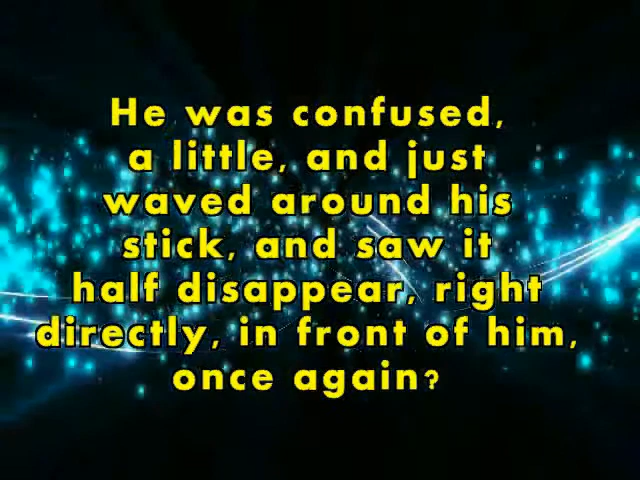 He was confused,
a little, and just
waved around his
stick, and saw it
half disappear, right
directly, in front of him,
once again?